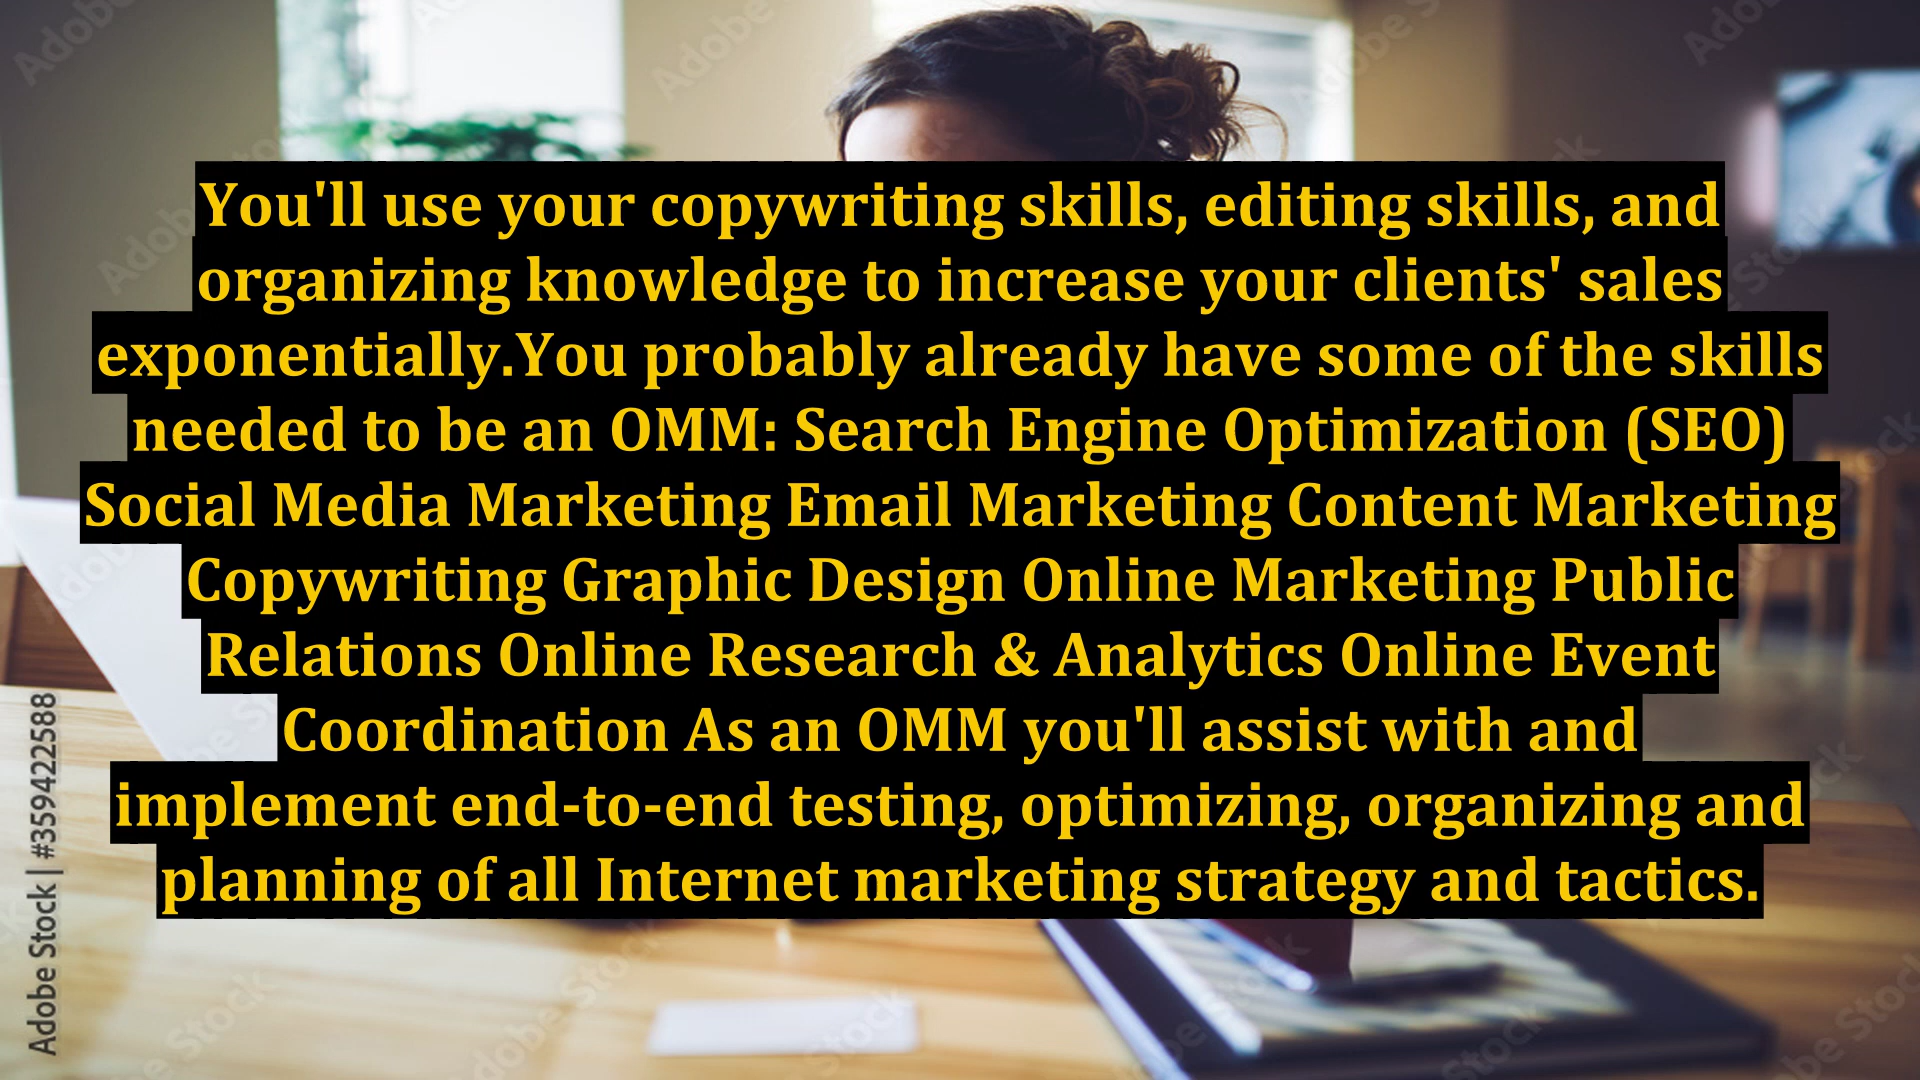 You'll use your copywriting skills, editing skills, and
organizing knowledge to increase your clients' sales
exponentially.You probably already have some of the skills
needed to be an OMM: Search Engine Optimization (SEO)
Social Media Marketing Email Marketing Content Marketing
Copywriting Graphic Design Online Marketing Public
Relations Online Research & Analytics Online Event
Coordination As an OMM you'll assist with and
implement end-to-end testing, optimizing, organizing and
planning of all Internet marketing strategy and tactics.
Adobe Stock | #359422588